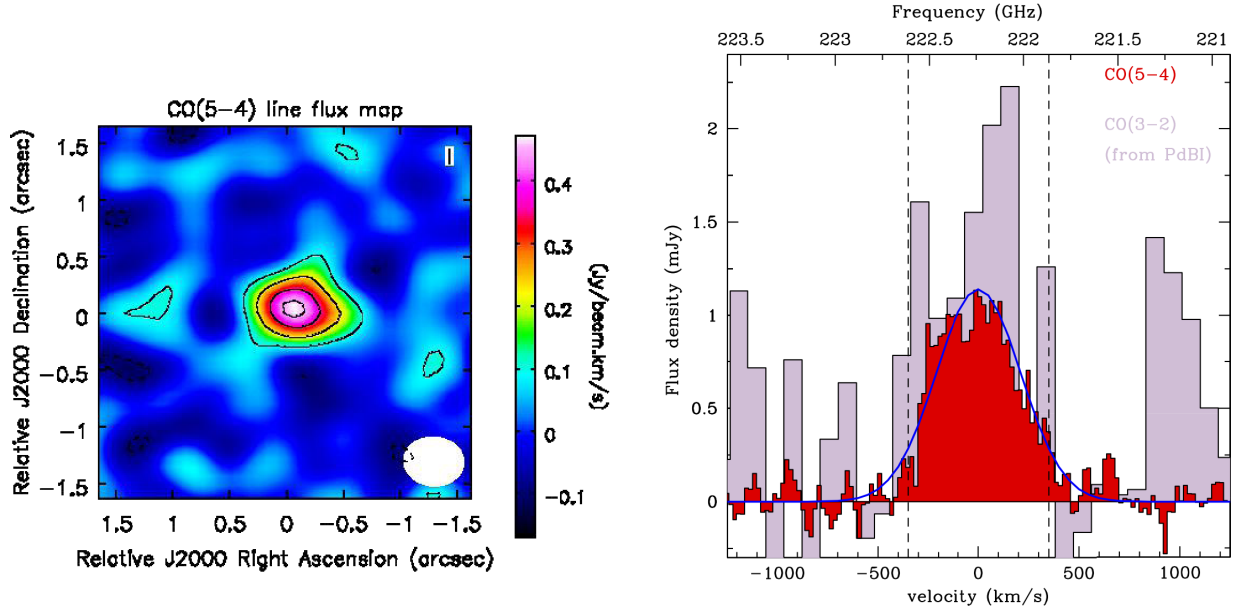 CO(5−4) line flux map
Relative J2000 Declination (arcsec)
1.5
1
0.5
0
−0.5
−1
−1.5
1.5 1 0.5 0 −0.5 −1 −1.5
Relative J2000 Right Ascension (arcsec)
I
0.4
0.3
0.2
0.1
0
−0.1
(Jy/beam.km/s)
Frequency (GHz)
223.5 223 222.5 222 221.5 221
CO(5-4)
CO(3-2)
(from PdBI)
Flux density (mJy)
2
1.5
1
0.5
0
−1000 −500 0 500 1000
velocity (km/s)